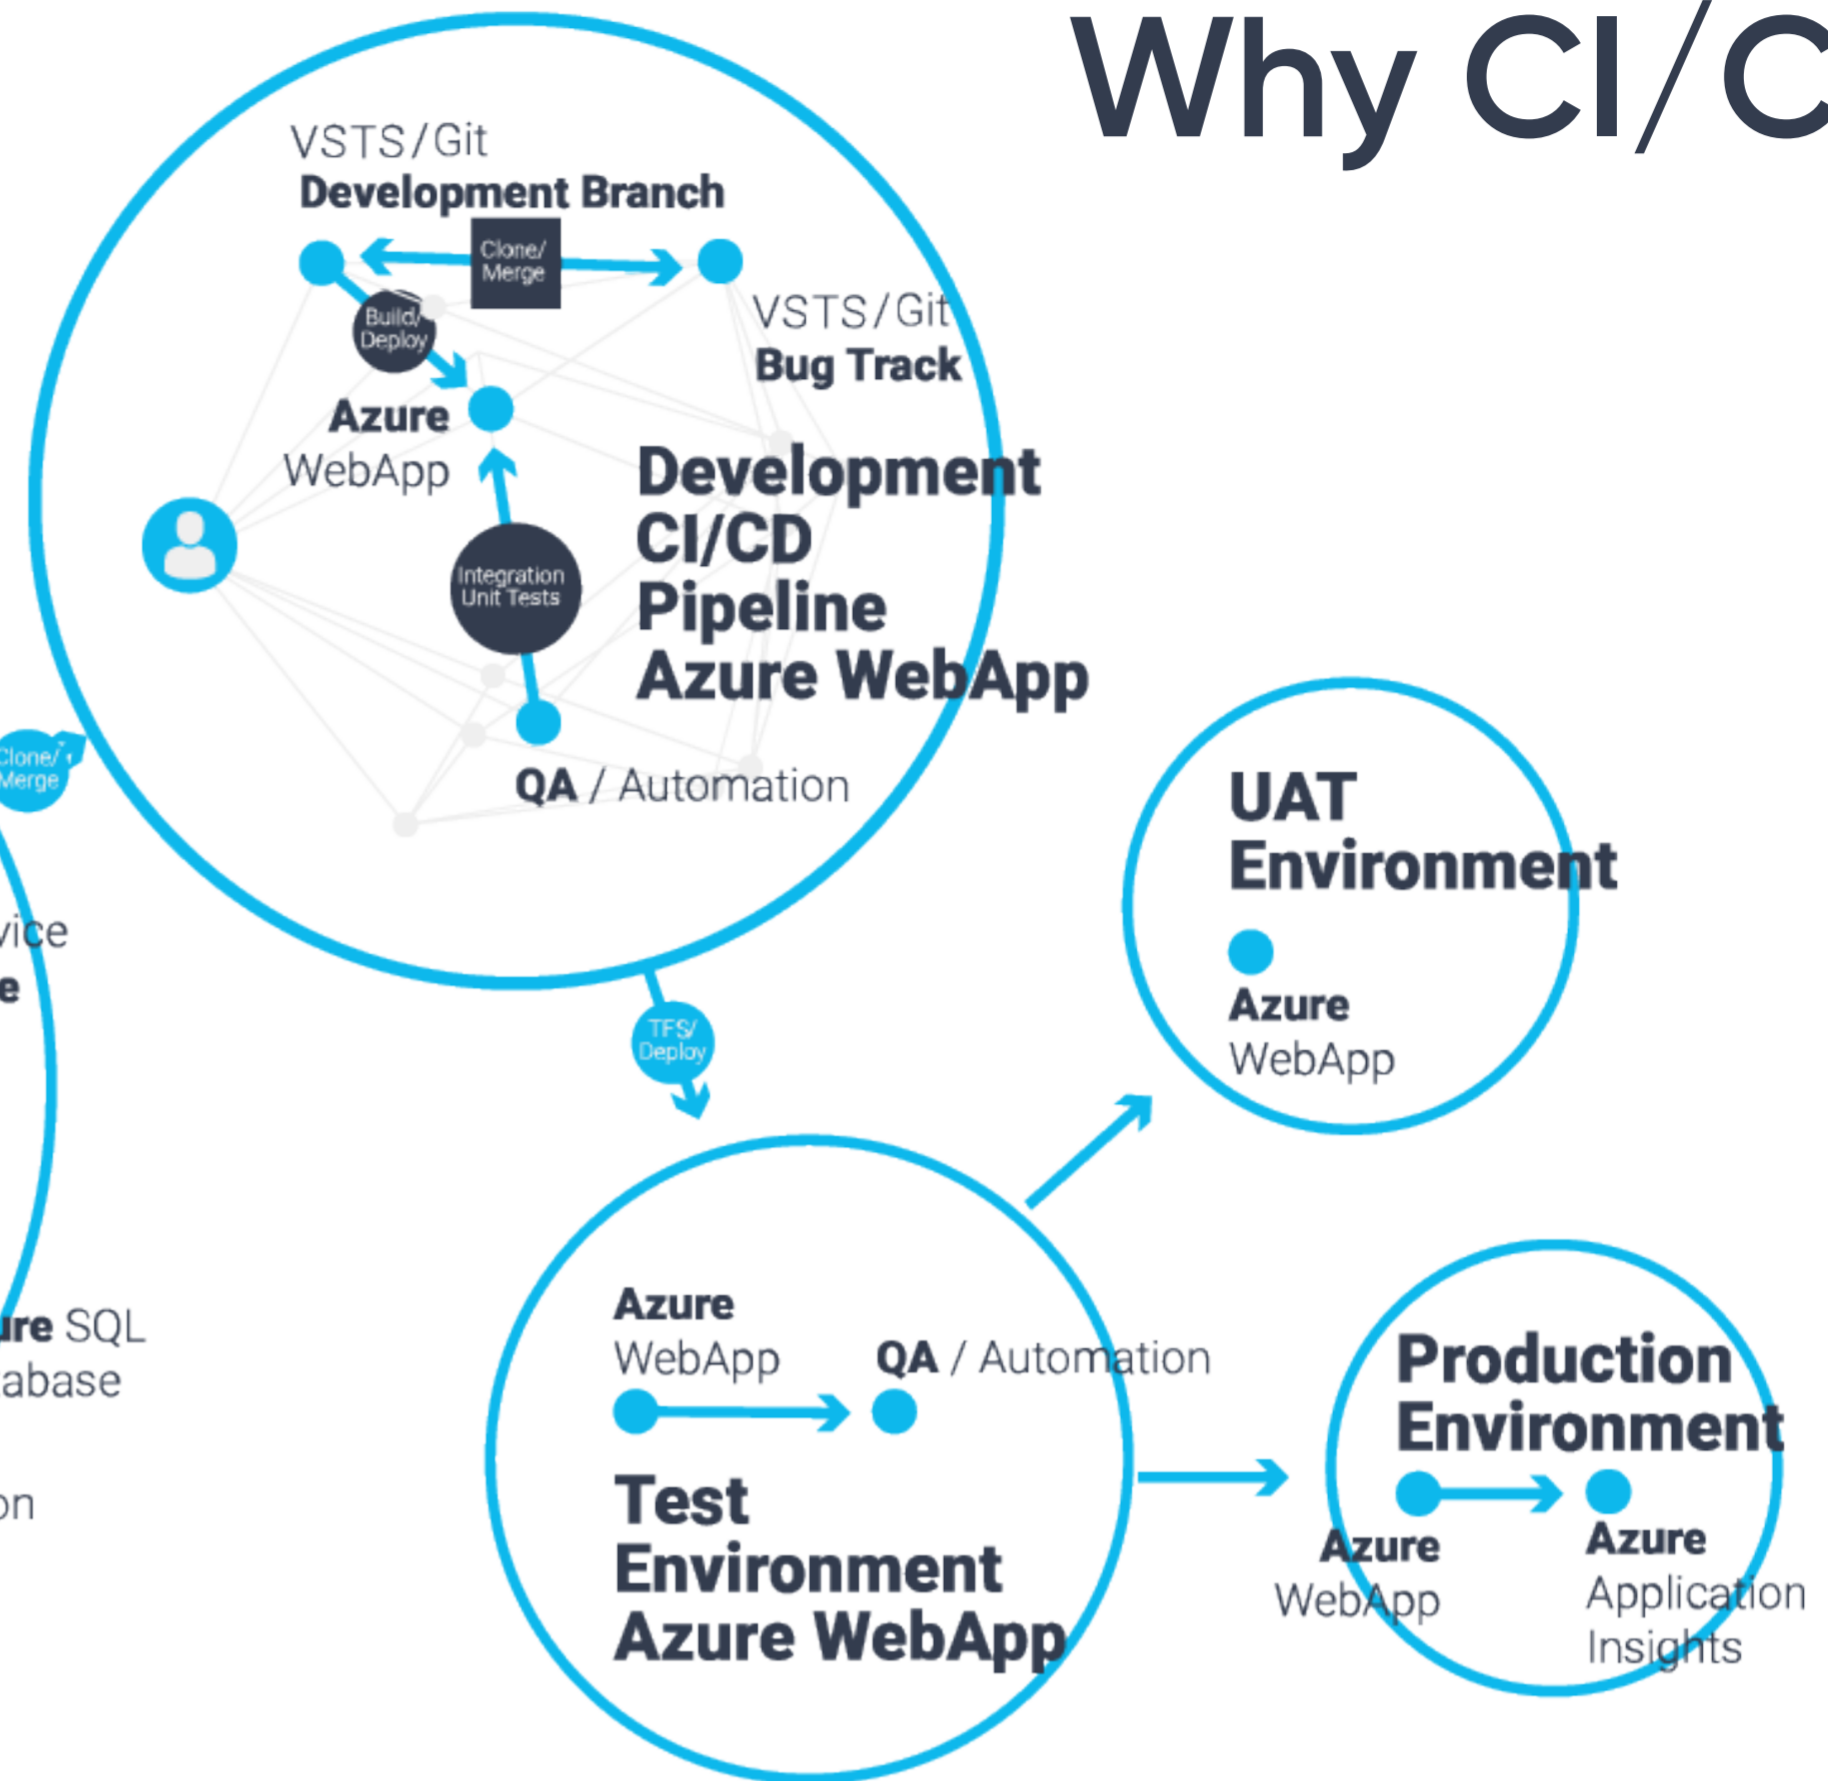 Why CI/C
VSTS/Git
Development Branch
Clone/
Merge
Build/
Deploy
VSTS/Git
Bug Track
Azure
WebApp
Integration
Unit Tests
Development
CI/CD
Pipeline
Azure WebApp
QA / Automation
Clone/
Merge
vice
e
TFS/
Deploy
UAT
Environment
Azure
WebApp
ure SQL
abase
on
Azure
WebApp
QA / Automation
Test
Environment
Azure WebApp
Production
Environment
Azure
WebApp
Azure
Application
Insights